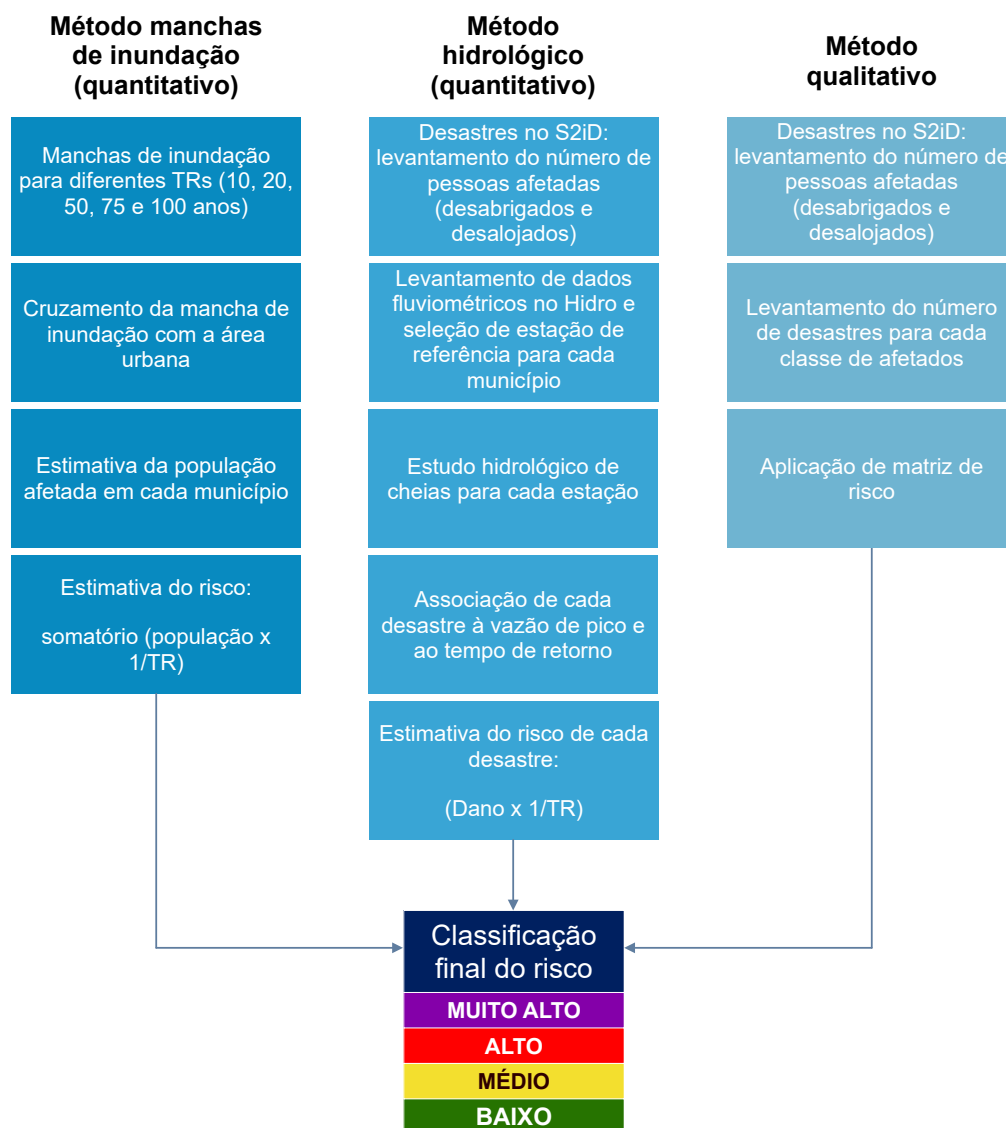 Método manchas
de inundação
(quantitativo)
Manchas de inundação
para diferentes TRs (10, 20,
50, 75 e 100 anos)
Cruzamento da mancha de
inundação com a área
urbana
Estimativa da população
afetada em cada município
Estimativa do risco:
somatório (população x
1/TR)
Método
hidrológico
(quantitativo)
Desastres no S2iD:
levantamento do número de
pessoas afetadas
(desabrigados e
desalojados)
Levantamento de dados
fluviométricos no Hidro e
seleção de estação de
referência para cada
município
Estudo hidrológico de
cheias para cada estação
Associação de cada
desastre à vazão de pico e
ao tempo de retorno
Estimativa do risco de cada
desastre:
(Dano x 1/TR)
Método
qualitativo
Desastres no S2iD:
levantamento do número de
pessoas afetadas
(desabrigados e
desalojados)
Levantamento do número
de desastres para cada
classe de afetados
Aplicação de matriz de
risco
Classificação
final do risco
MUITO ALTO
ALTO
MÉDIO
BAIXO